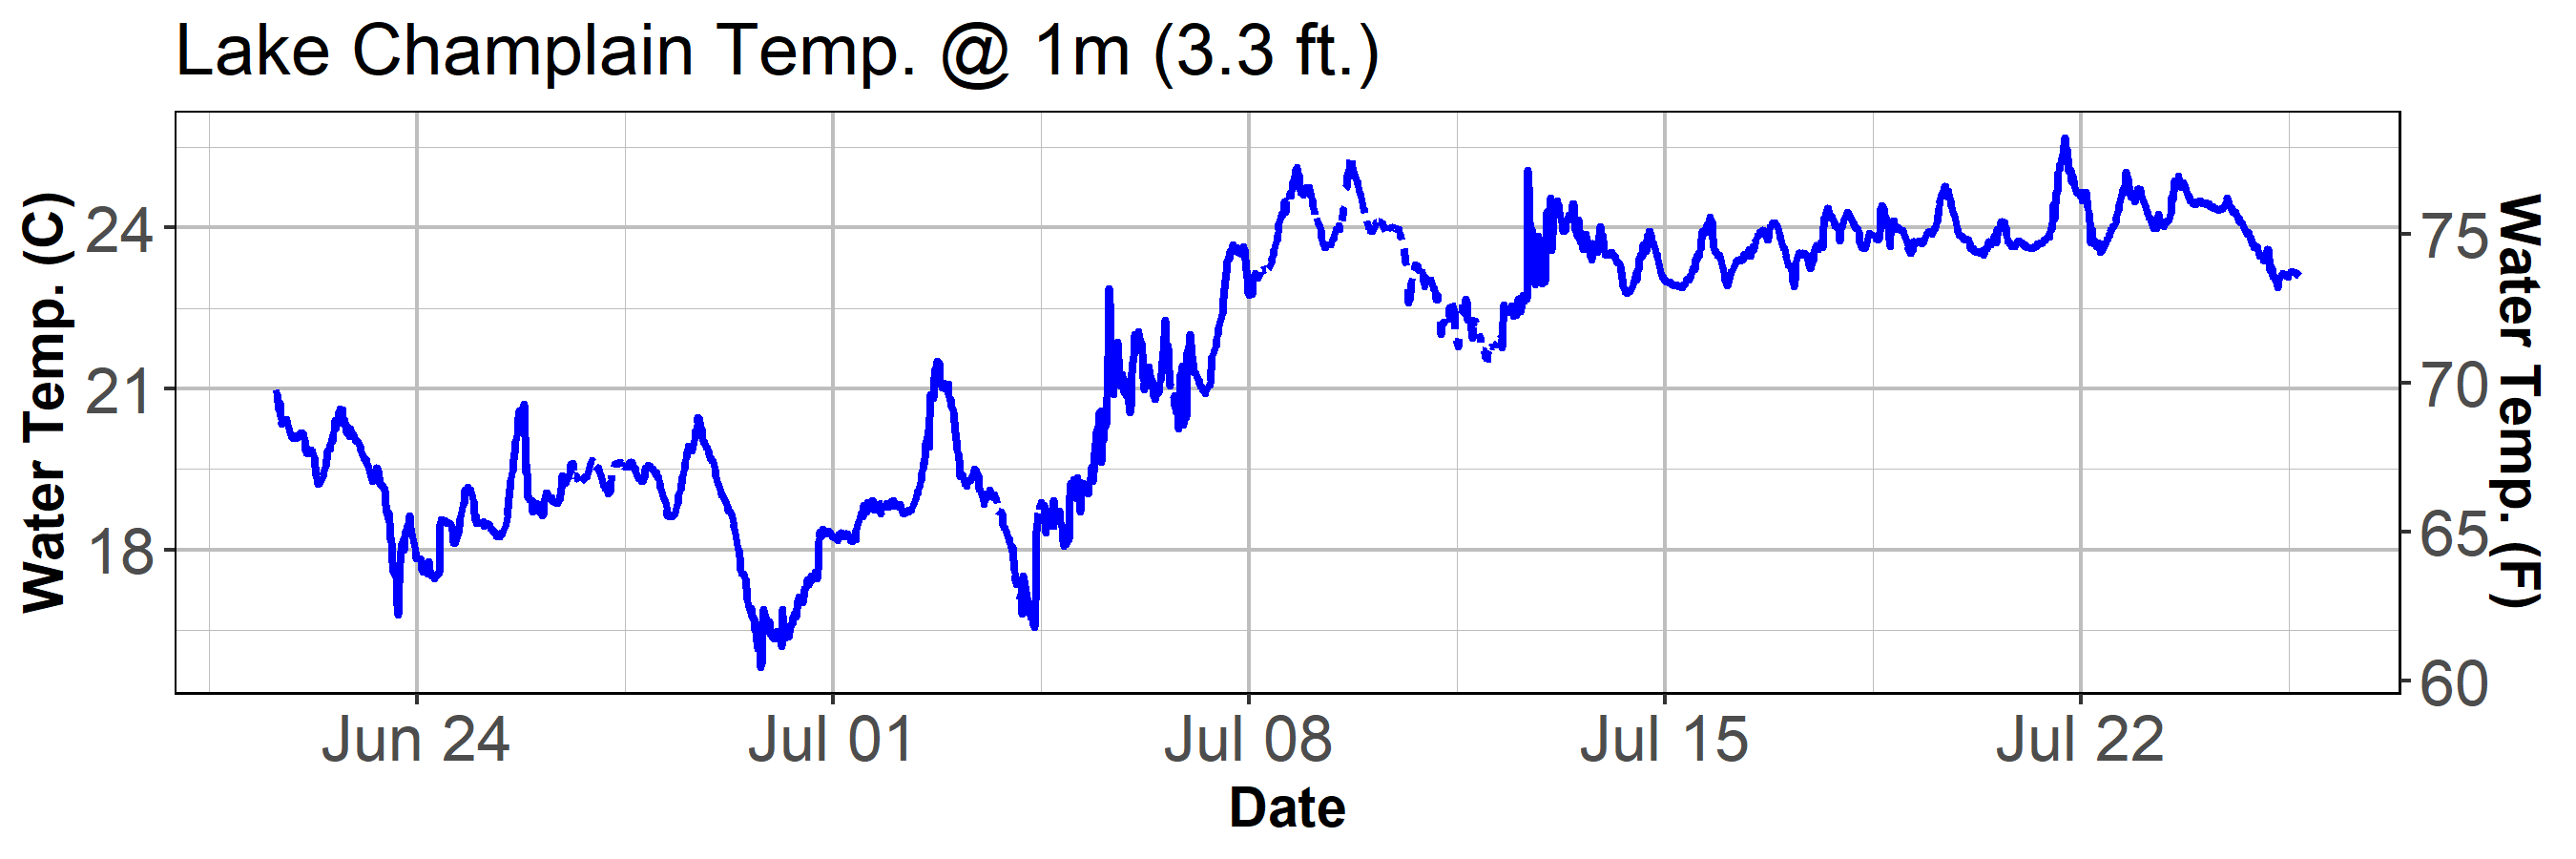 Lake Champlain Temp. @ 1m (3.3 ft.)
Water Temp. (C)
24
21
18
75
70
65
60
Water Temp. (F)
Jun 24
Jul 01
Jul 08
Jul 15
Jul 22
Date